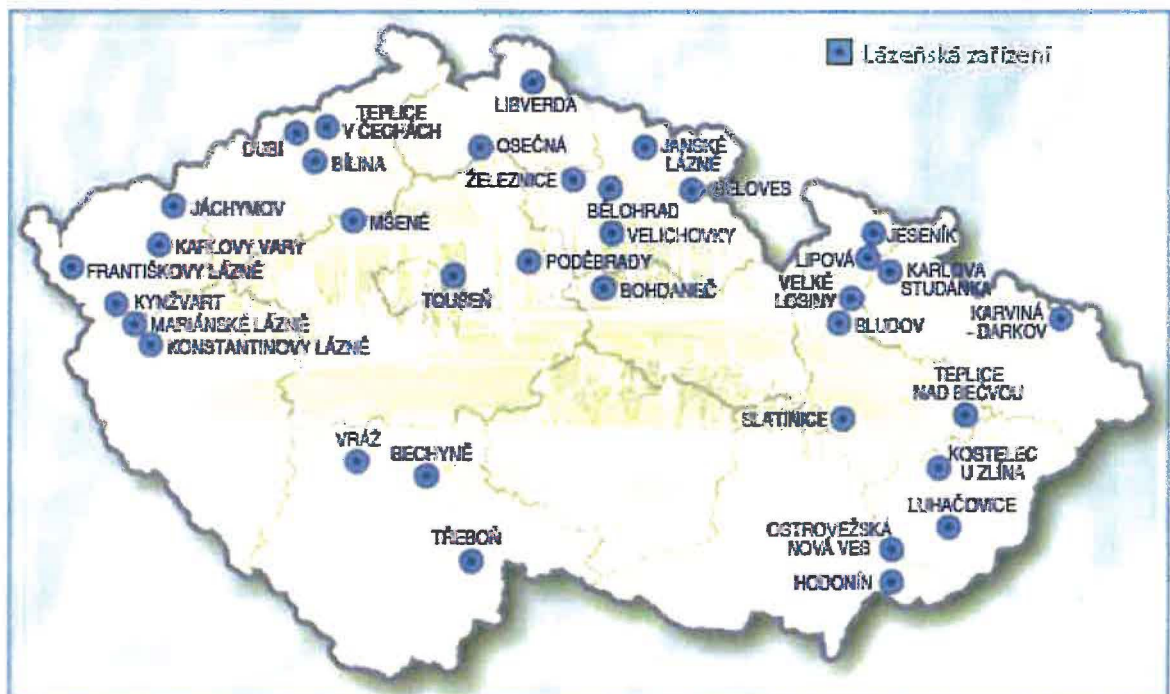 Lázeňská zařízení
LIBVERDA
TEPLICE
V ČECHÁCH
DUBÍ
BÍLINA
OSEČNÁ
JANSKÉ
LÁZNĚ
ŽELEZNICE
BĚLOVES
BĚLOHRAD
JÁCHYMOV
MŠENÉ
VELICHOVKY
JESENÍK
KARLOVY VARY
LIPOVÁ
FRANTIŠKOVY LÁZNĚ
PODĚBRADY
KARLOVA
STUDÁNKA
TOUŠEŇ
BOHDANEČ
VELKÉ
LOSINY
KYNŽVART
MARIÁNSKÉ LÁZNĚ
BLUDOV
KARVINÁ
- DARKOV
KONSTANTINOVY LÁZNĚ
TEPLICE
NAD BEČVOU
SLATINICE
VRÁŽ
BECHYNĚ
KOSTELEC
U ZLÍNA
LUHAČOVICE
OSTROVĚŽSKÁ
NOVÁ VES
TŘEBOŇ
HODONÍN